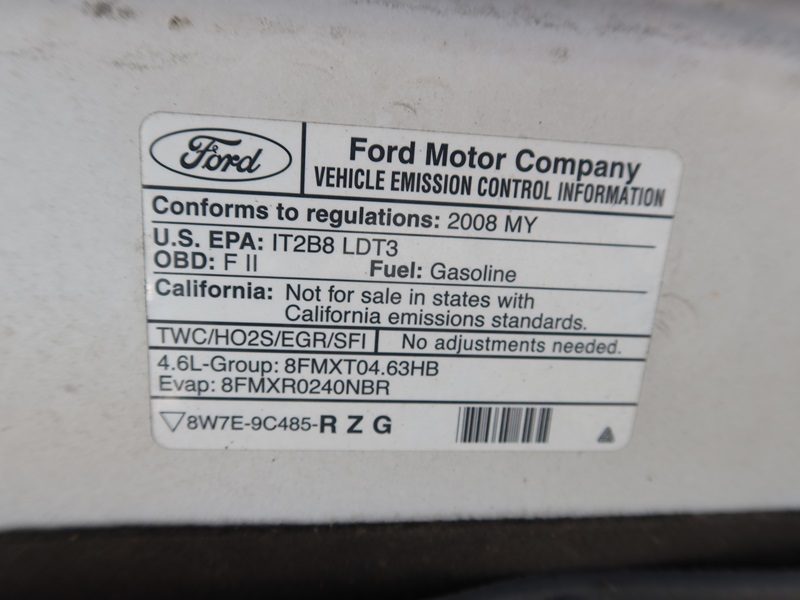 Ford
Ford Motor Company
VEHICLE EMISSION CONTROL INFORMATION
Conforms to regulations: 2008 MY
U.S. EPA: IT2B8 LDT3
OBD: F II Fuel: Gasoline
California: Not for sale in states with
California emissions standards.
TWC/HO2S/EGR/SFI No adjustments needed.
4.6L-Group: 8FMXT04.63HB
Evap: 8FMXR0240NBR
8W7E-9C485-R Z G